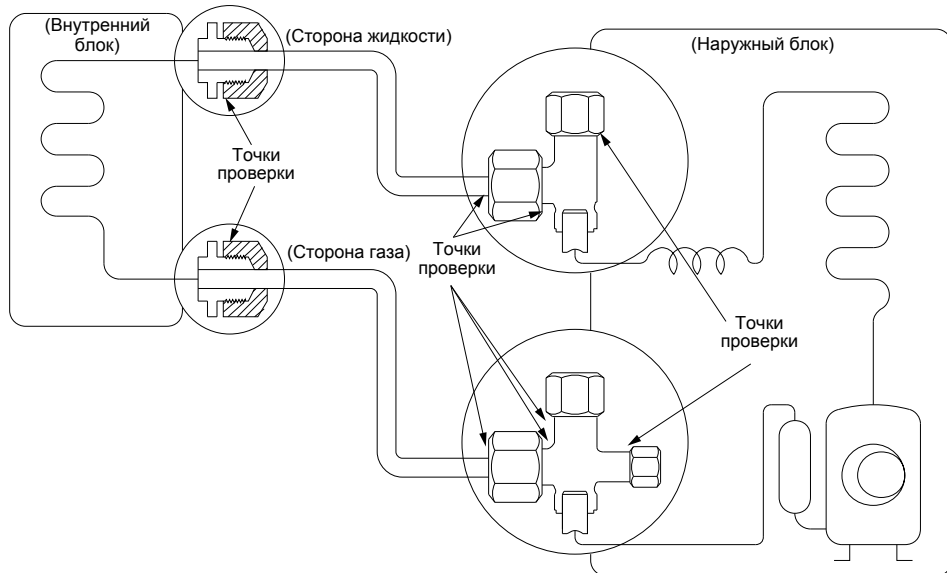 (Внутренний
блок)
(Сторона жидкости)
(Наружный блок)
Точки
проверки
(Сторона газа)
Точки
проверки
Точки
проверки